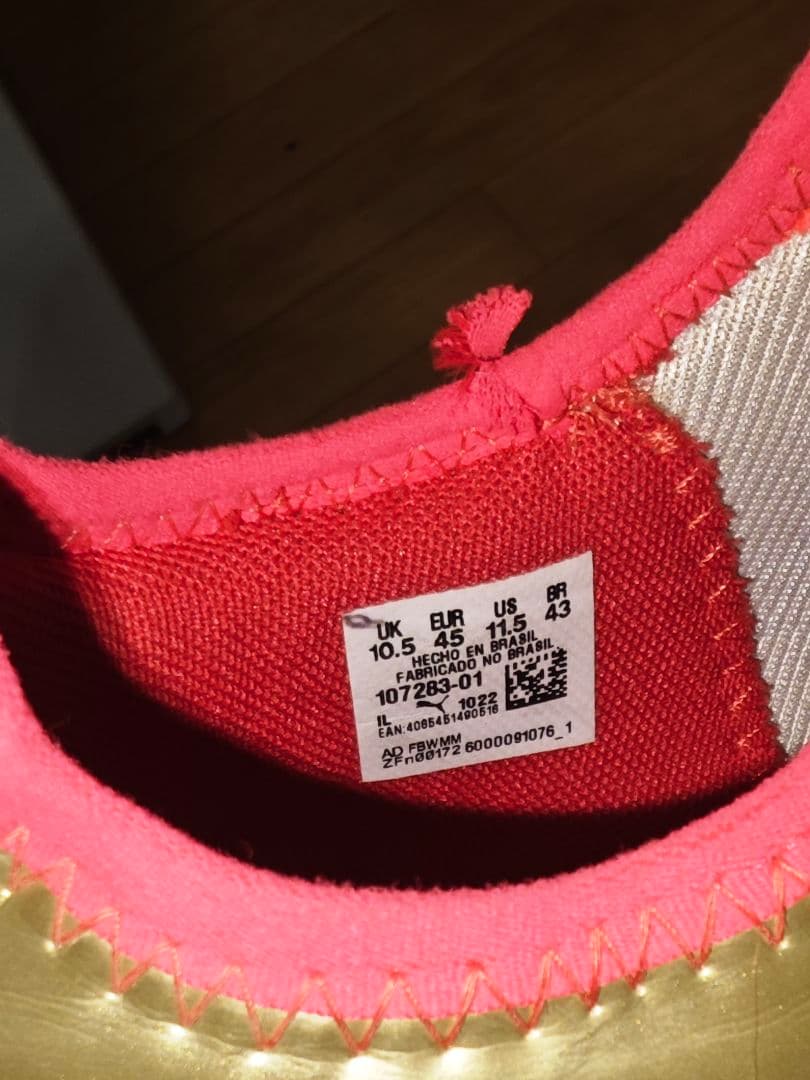 UK EUR US BR
10.5 45 11.5 43
HECHO EN BRASIL
FABRICADO NO BRASIL
107283-01
IL 1022
EAN:4065451490516
AD FBWMM
ZFn00172 6000091076_1